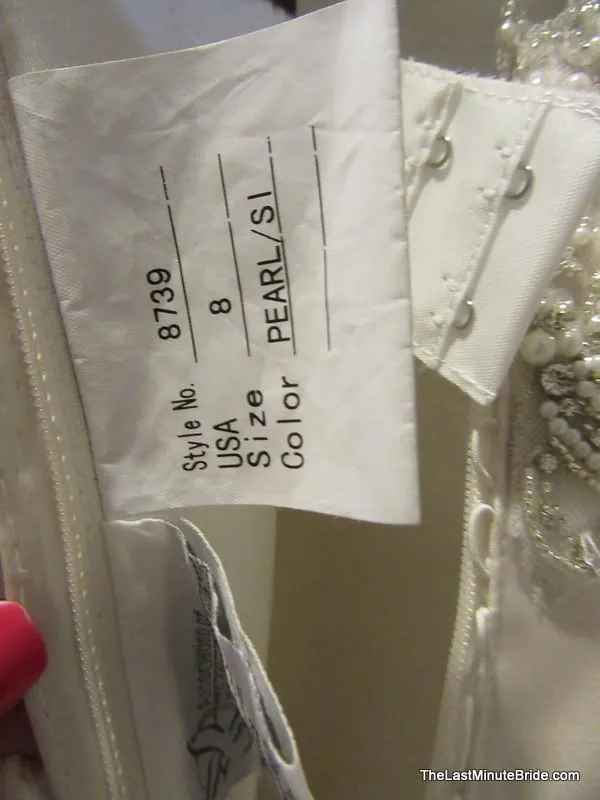 Style No. 8739
USA
Size 8
Color PEARL/SI
TheLastMinuteBride.com